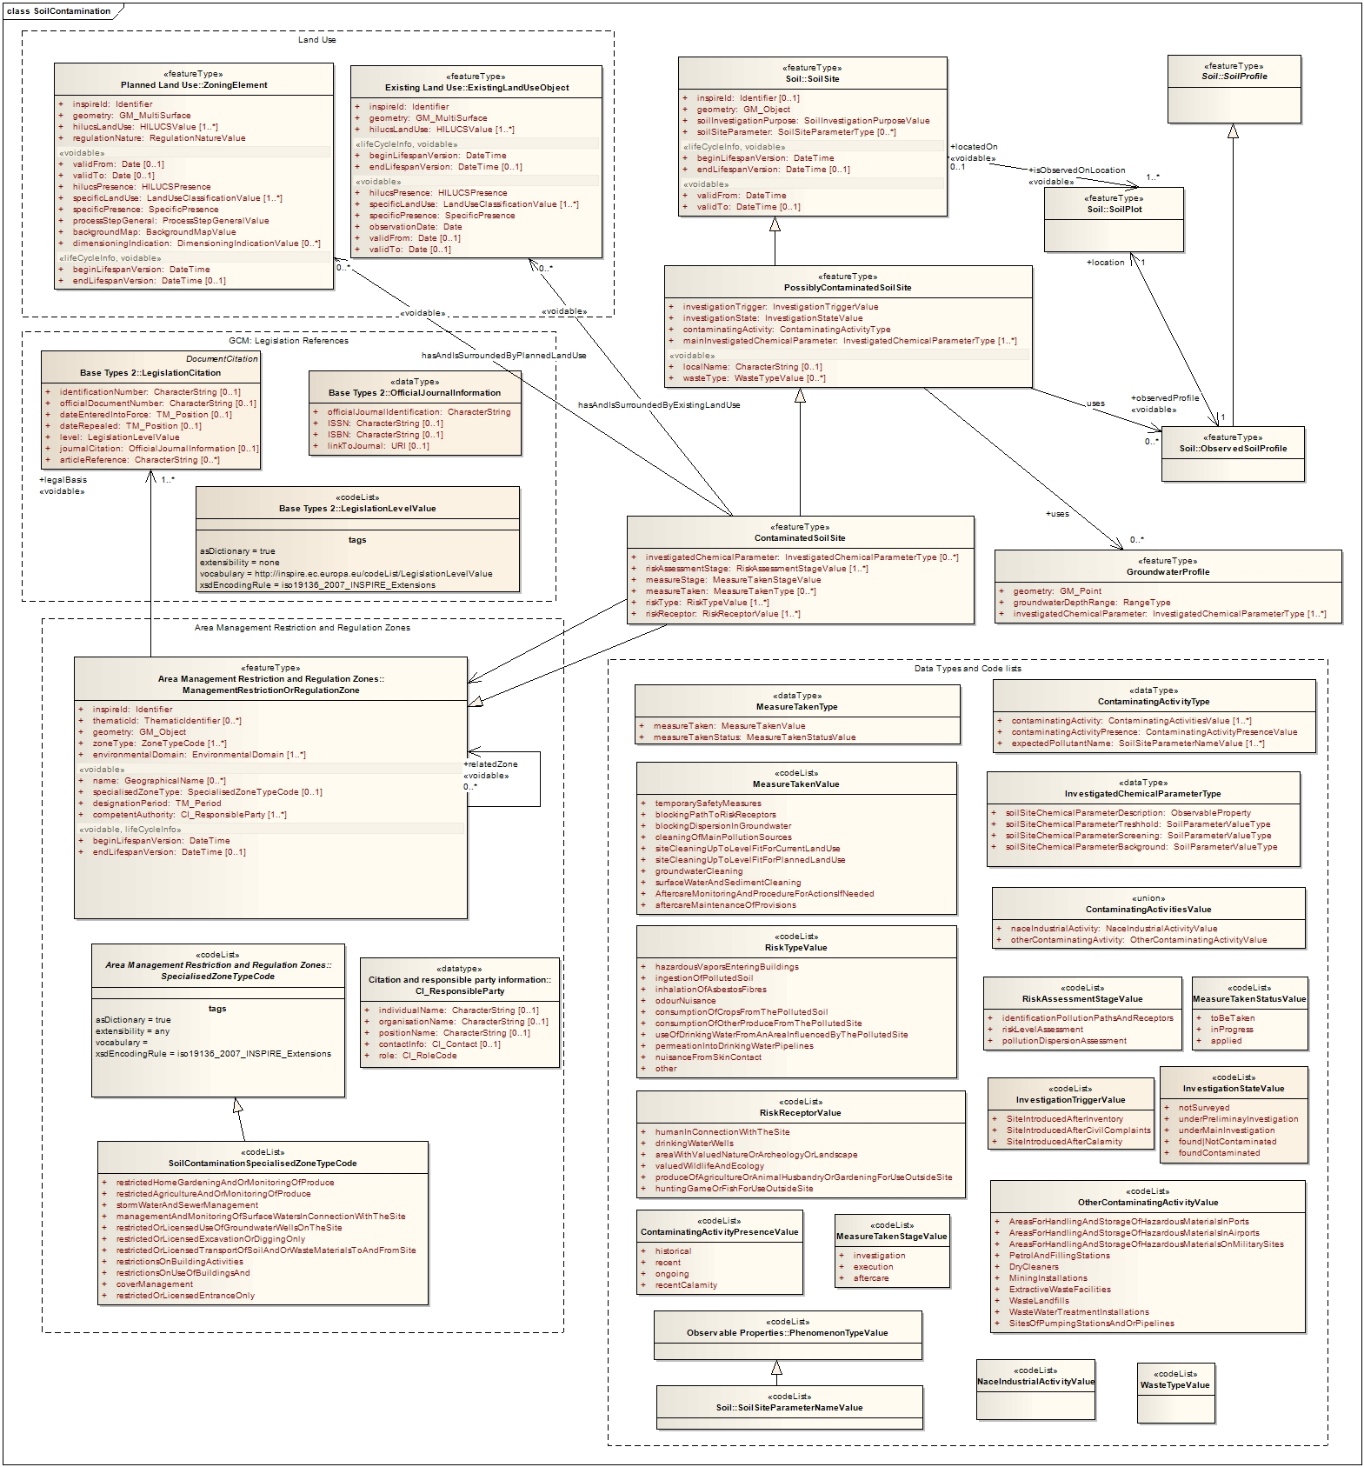 class SoilContamination
Land Use
«featureType»
Planned Land Use::ZoningElement
+ inspireId: Identifier
+ geometry: GM_MultiSurface
+ hilucsLandUse: HILUCSValue [1..*]
+ regulationNature: RegulationNatureValue
«voidable»
+ validFrom: Date [0..1]
+ validTo: Date [0..1]
+ hilucsPresence: HILUCSPresence
+ specificLandUse: LandUseClassificationValue [1..*]
+ specificPresence: SpecificPresence
+ processStepGeneral: ProcessStepGeneralValue
+ backgroundMap: BackgroundMapValue
+ dimensioningIndication: DimensioningIndicationValue [0..*]
«lifeCycleInfo, voidable»
+ beginLifespanVersion: DateTime
+ endLifespanVersion: DateTime [0..1]
«featureType»
Existing Land Use::ExistingLandUseObject
+ inspireId: Identifier
+ geometry: GM_MultiSurface
+ hilucsLandUse: HILUCSValue [1..*]
«lifeCycleInfo, voidable»
+ beginLifespanVersion: DateTime
+ endLifespanVersion: DateTime [0..1]
«voidable»
+ hilucsPresence: HILUCSPresence
+ specificLandUse: LandUseClassificationValue [1..*]
+ specificPresence: SpecificPresence
+ observationDate: Date
+ validFrom: Date [0..1]
+ validTo: Date [0..1]
«featureType»
Soil::SoilSite
+ inspireId: Identifier [0..1]
+ geometry: GM_Object
+ soilInvestigationPurpose: SoilInvestigationPurposeValue
+ soilSiteParameter: SoilSiteParameterType [0..*]
«lifeCycleInfo, voidable»
+ beginLifespanVersion: DateTime
+ endLifespanVersion: DateTime [0..1]
«voidable»
+ validFrom: DateTime
+ validTo: DateTime [0..1]
«featureType»
Soil::SoilProfile
+locatedOn
«voidable»
0..1
+isObservedOnLocation
«voidable»
1..*
«featureType»
Soil::SoilPlot
+location
1
0..*
0..*
«voidable»
«voidable»
hasAndIsSurroundedByPlannedLandUse
hasAndIsSurroundedByExistingLandUse
«featureType»
PossiblyContaminatedSoilSite
+ investigationTrigger: InvestigationTriggerValue
+ investigationState: InvestigationStateValue
+ contaminatingActivity: ContaminatingActivityType
+ mainInvestigatedChemicalParameter: InvestigatedChemicalParameterType [1..*]
«voidable»
+ localName: CharacterString [0..1]
+ wasteType: WasteTypeValue [0..*]
uses
+observedProfile
«voidable»
1
0..*
«featureType»
Soil::ObservedSoilProfile
+uses
0..*
GCM: Legislation References
DocumentCitation
Base Types 2::LegislationCitation
+ identificationNumber: CharacterString [0..1]
+ officialDocumentNumber: CharacterString [0..1]
+ dateEnteredIntoForce: TM_Position [0..1]
+ dateRepealed: TM_Position [0..1]
+ level: LegislationLevelValue
+ journalCitation: OfficialJournalInformation [0..1]
+ articleReference: CharacterString [0..*]
«dataType»
Base Types 2::OfficialJournalInformation
+ officialJournalIdentification: CharacterString
+ ISSN: CharacterString [0..1]
+ ISBN: CharacterString [0..1]
+ linkToJournal: URI [0..1]
+legalBasis
«voidable»
1..*
«codeList»
Base Types 2::LegislationLevelValue
tags
asDictionary = true
extensibility = none
vocabulary = http://inspire.ec.europa.eu/codeList/LegislationLevelValue
xsdEncodingRule = iso19136_2007_INSPIRE_Extensions
«featureType»
ContaminatedSoilSite
+ investigatedChemicalParameter: InvestigatedChemicalParameterType [0..*]
+ riskAssessmentStage: RiskAssessmentStageValue [1..*]
+ measureStage: MeasureTakenStageValue
+ measureTaken: MeasureTakenType [0..*]
+ riskType: RiskTypeValue [1..*]
+ riskReceptor: RiskReceptorValue [1..*]
«featureType»
GroundwaterProfile
+ geometry: GM_Point
+ groundwaterDepthRange: RangeType
+ investigatedChemicalParameter: InvestigatedChemicalParameterType [1..*]
Area Management Restriction and Regulation Zones
«featureType»
Area Management Restriction and Regulation Zones::
ManagementRestrictionOrRegulationZone
+ inspireId: Identifier
+ thematicId: ThematicIdentifier [0..*]
+ geometry: GM_Object
+ zoneType: ZoneTypeCode [1..*]
+ environmentalDomain: EnvironmentalDomain [1..*]
«voidable»
+ name: GeographicalName [0..*]
+ specialisedZoneType: SpecialisedZoneTypeCode [0..1]
+ designationPeriod: TM_Period
+ competentAuthority: CI_ResponsibleParty [1..*]
«voidable, lifeCycleInfo»
+ beginLifespanVersion: DateTime
+ endLifespanVersion: DateTime [0..1]
+relatedZone
«voidable»
0..*
«codeList»
Area Management Restriction and Regulation Zones::
SpecialisedZoneTypeCode
tags
asDictionary = true
extensibility = any
vocabulary =
xsdEncodingRule = iso19136_2007_INSPIRE_Extensions
«datatype»
Citation and responsible party information::
CI_ResponsibleParty
+ individualName: CharacterString [0..1]
+ organisationName: CharacterString [0..1]
+ positionName: CharacterString [0..1]
+ contactInfo: CI_Contact [0..1]
+ role: CI_RoleCode
«codeList»
SoilContaminationSpecialisedZoneTypeCode
+ restrictedHomeGardeningAndOrMonitoringOfProduce
+ restrictedAgricultureAndOrMonitoringOfProduce
+ stormWaterAndSewerManagement
+ managementAndMonitoringOfSurfaceWatersInConnectionWithTheSite
+ restrictedOrLicensedUseOfGroundwaterWellsOnTheSite
+ restrictedOrLicensedExcavationOrDiggingOnly
+ restrictedOrLicensedTransportOfSoilAndOrWasteMaterialsToAndFromSite
+ restrictionsOnBuildingActivities
+ restrictionsOnUseOfBuildingsAnd
+ coverManagement
+ restrictedOrLicensedEntranceOnly
Data Types and Code lists
«dataType»
MeasureTakenType
+ measureTaken: MeasureTakenValue
+ measureTakenStatus: MeasureTakenStatusValue
«dataType»
ContaminatingActivityType
+ contaminatingActivity: ContaminatingActivitiesValue [1..*]
+ contaminatingActivityPresence: ContaminatingActivityPresenceValue
+ expectedPollutantName: SoilSiteParameterNameValue [1..*]
«codeList»
MeasureTakenValue
+ temporarySafetyMeasures
+ blockingPathToRiskReceptors
+ blockingDispersionInGroundwater
+ cleaningOfMainPollutionSources
+ siteCleaningUpToLevelFitForCurrentLandUse
+ siteCleaningUpToLevelFitForPlannedLandUse
+ groundwaterCleaning
+ surfaceWaterAndSedimentCleaning
+ AftercareMonitoringAndProcedureForActionsIfNeeded
+ aftercareMaintenanceOfProvisions
«dataType»
InvestigatedChemicalParameterType
+ soilSiteChemicalParameterDescription: ObservableProperty
+ soilSiteChemicalParameterTreshhold: SoilParameterValueType
+ soilSiteChemicalParameterScreening: SoilParameterValueType
+ soilSiteChemicalParameterBackground: SoilParameterValueType
«union»
ContaminatingActivitiesValue
+ naceIndustrialActivity: NaceIndustrialActivityValue
+ otherContaminatingAvtivity: OtherContaminatingActivityValue
«codeList»
RiskTypeValue
+ hazardousVaporsEnteringBuildings
+ ingestionOfPollutedSoil
+ inhalationOfAsbestosFibres
+ odourNuisance
+ consumptionOfCropsFromThePollutedSoil
+ consumptionOfOtherProduceFromThePollutedSite
+ useOfDrinkingWaterFromAnAreaInfluencedByThePollutedSite
+ permeationIntoDrinkingWaterPipelines
+ nuisanceFromSkinContact
+ other
«codeList»
RiskAssessmentStageValue
+ identificationPollutionPathsAndReceptors
+ riskLevelAssessment
+ pollutionDispersionAssessment
«codeList»
MeasureTakenStatusValue
+ toBeTaken
+ inProgress
+ applied
«codeList»
InvestigationTriggerValue
+ SiteIntroducedAfterInventory
+ SiteIntroducedAfterCivilComplaints
+ SiteIntroducedAfterCalamity
«codeList»
InvestigationStateValue
+ notSurveyed
+ underPreliminayInvestigation
+ underMainInvestigation
+ found|NotContaminated
+ foundContaminated
«codeList»
RiskReceptorValue
+ humanInConnectionWithTheSite
+ drinkingWaterWells
+ areaWithValuedNatureOrArcheologyOrLandscape
+ valuedWildlifeAndEcology
+ produceOfAgricultureOrAnimalHusbandryOrGardeningForUseOutsideSite
+ huntingGameOrFishForUseOutsideSite
«codeList»
OtherContaminatingActivityValue
+ AreasForHandlingAndStorageOfHazardousMaterialsInPorts
+ AreasForHandlingAndStorageOfHazardousMaterialsInAirports
+ AreasForHandlingAndStorageOfHazardousMaterialsOnMilitarySites
+ PetrolAndFillingStations
+ DryCleaners
+ MiningInstallations
+ ExtractiveWasteFacilities
+ WasteLandfills
+ WasteWaterTreatmentInstallations
+ SitesOfPumpingStationsAndOrPipelines
«codeList»
ContaminatingActivityPresenceValue
+ historical
+ recent
+ ongoing
+ recentCalamity
«codeList»
MeasureTakenStageValue
+ investigation
+ execution
+ aftercare
«codeList»
Observable Properties::PhenomenonTypeValue
«codeList»
Soil::SoilSiteParameterNameValue
«codeList»
NaceIndustrialActivityValue
«codeList»
WasteTypeValue